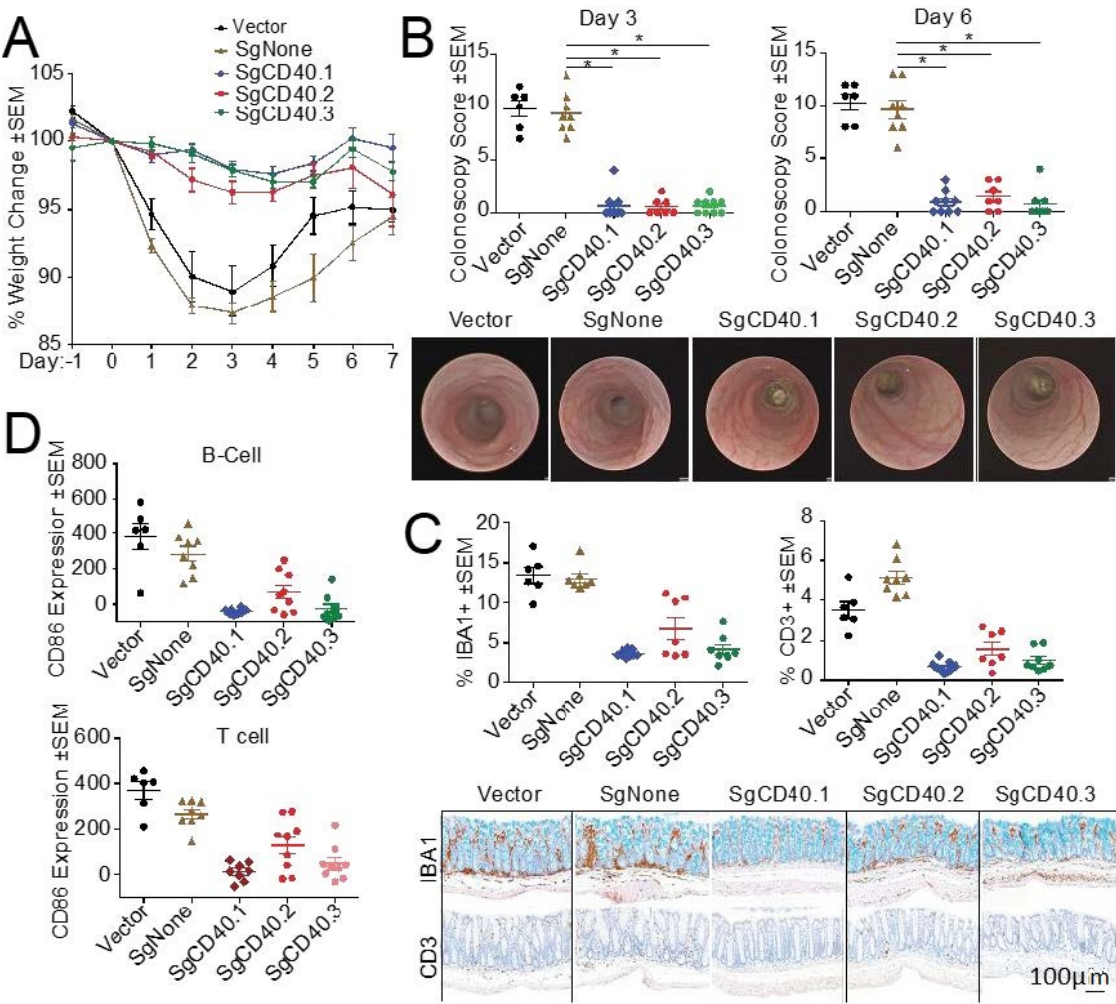 A
Vector
SgNone
SgCD40.1
SgCD40.2
SgCD40.3
% Weight Change ±SEM
105
100
95
90
85
Day:-1 0 1 2 3 4 5 6 7
B
Day 3
Colonoscopy Score ±SEM
15
10
5
0
* * *
Vector SgNone SgCD40.1 SgCD40.2 SgCD40.3
Day 6
Colonoscopy Score ±SEM
15
10
5
0
* * *
Vector SgNone SgCD40.1 SgCD40.2 SgCD40.3
Vector SgNone SgCD40.1 SgCD40.2 SgCD40.3
D
B-Cell
CD86 Expression ±SEM
800
600
400
200
0
Vector SgNone SgCD40.1 SgCD40.2 SgCD40.3
T cell
CD86 Expression ±SEM
600
400
200
0
Vector SgNone SgCD40.1 SgCD40.2 SgCD40.3
C
% IBA1+ ±SEM
20
15
10
5
0
Vector SgNone SgCD40.1 SgCD40.2 SgCD40.3
% CD3+ ±SEM
8
6
4
2
0
Vector SgNone SgCD40.1 SgCD40.2 SgCD40.3
Vector SgNone SgCD40.1 SgCD40.2 SgCD40.3
IBA1
CD3
100µm